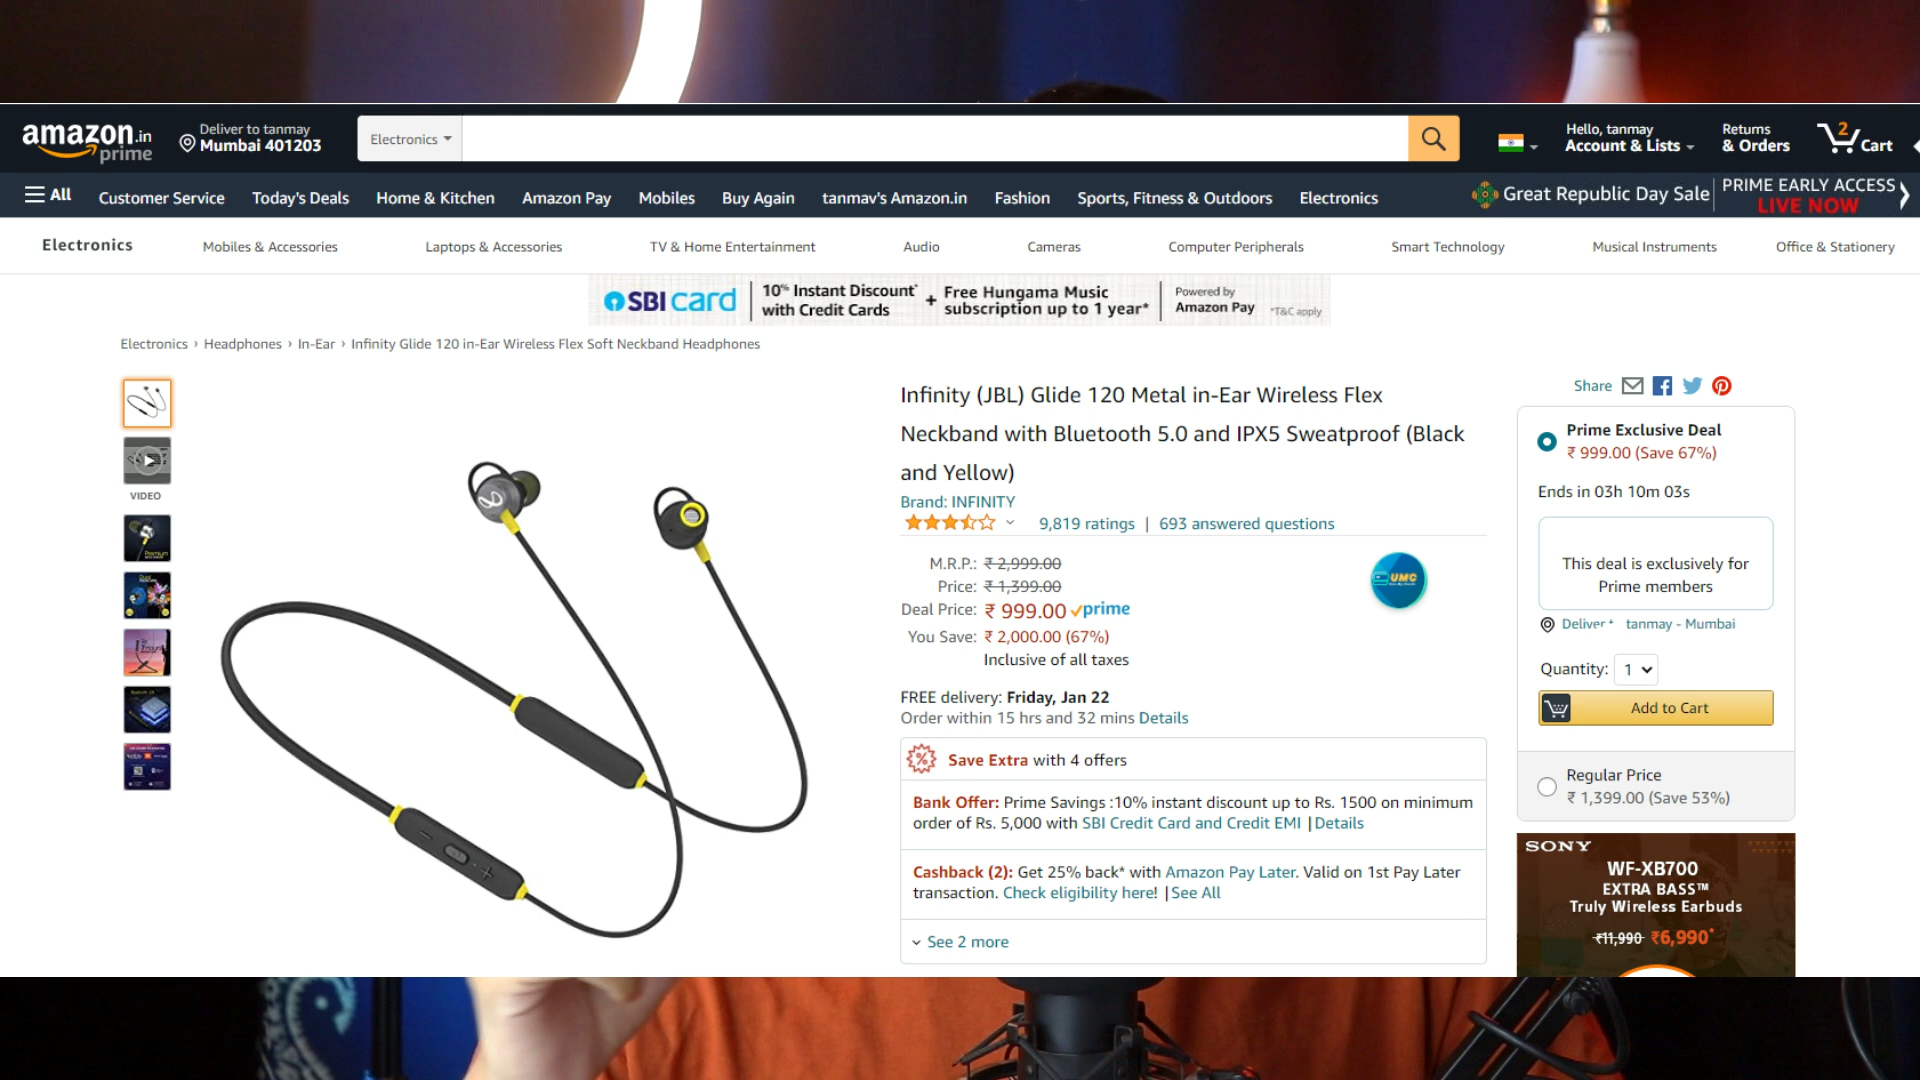 amazon.in
prime
Deliver to tanmay
Mumbai 401203
Electronics
Hello, tanmay
Account & Lists
Returns
& Orders
2
Cart
All
Customer Service
Today's Deals
Home & Kitchen
Amazon Pay
Mobiles
Buy Again
tanmay's Amazon.in
Fashion
Sports, Fitness & Outdoors
Electronics
Great Republic Day Sale
PRIME EARLY ACCESS
LIVE NOW
Electronics
Mobiles & Accessories
Laptops & Accessories
TV & Home Entertainment
Audio
Cameras
Computer Peripherals
Smart Technology
Musical Instruments
Office & Stationery
SBI card
10% Instant Discount*
with Credit Cards
+
Free Hungama Music
subscription up to 1 year*
Powered by
Amazon Pay
*T&C apply
Electronics › Headphones › In-Ear › Infinity Glide 120 in-Ear Wireless Flex Soft Neckband Headphones
VIDEO
Premium
Infinity (JBL) Glide 120 Metal in-Ear Wireless Flex
Neckband with Bluetooth 5.0 and IPX5 Sweatproof (Black
and Yellow)
Brand: INFINITY
9,819 ratings | 693 answered questions
M.R.P.: ₹ 2,999.00
Price: ₹ 1,399.00
Deal Price: ₹ 999.00 prime
You Save: ₹ 2,000.00 (67%)
Inclusive of all taxes
UMC
FREE delivery: Friday, Jan 22
Order within 15 hrs and 32 mins Details
Save Extra with 4 offers
Bank Offer: Prime Savings :10% instant discount up to Rs. 1500 on minimum
order of Rs. 5,000 with SBI Credit Card and Credit EMI | Details
Cashback (2): Get 25% back* with Amazon Pay Later. Valid on 1st Pay Later
transaction. Check eligibility here! | See All
See 2 more
Share
Prime Exclusive Deal
₹ 999.00 (Save 67%)
Ends in 03h 10m 03s
This deal is exclusively for
Prime members
Deliver tanmay - Mumbai
Quantity: 1
Add to Cart
Regular Price
₹ 1,399.00 (Save 53%)
SONY
WF-XB700
EXTRA BASS™
Truly Wireless Earbuds
₹11,990 ₹6,990*